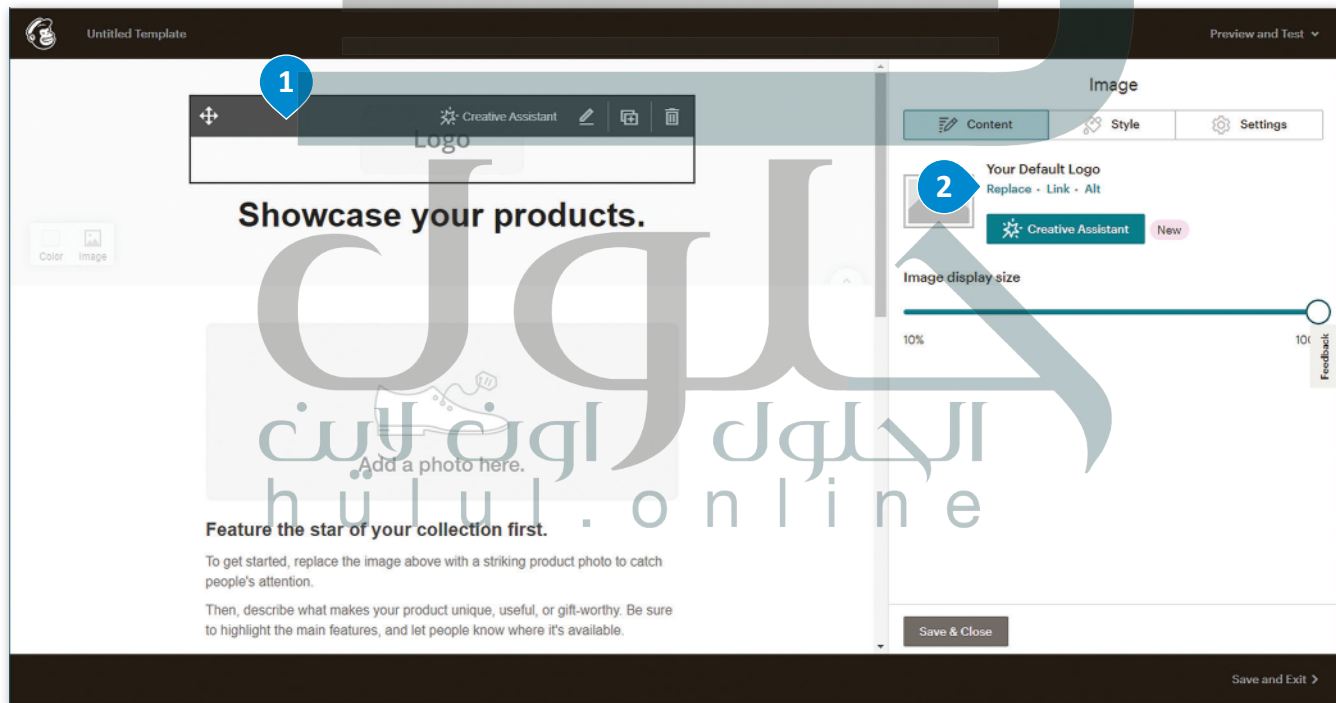 Untitled Template
Preview and Test
1
Creative Assistant
Logo
Showcase your products.
Color Image
Add a photo here.
Feature the star of your collection first.
To get started, replace the image above with a striking product photo to catch
people's attention.
Then, describe what makes your product unique, useful, or gift-worthy. Be sure
to highlight the main features, and let people know where it's available.
Image
Content Style Settings
2
Your Default Logo
Replace - Link - Alt
Creative Assistant New
Image display size
10% 100
Feedback
Save & Close
Save and Exit
حلول
الحلول اون لاين
hulul.online